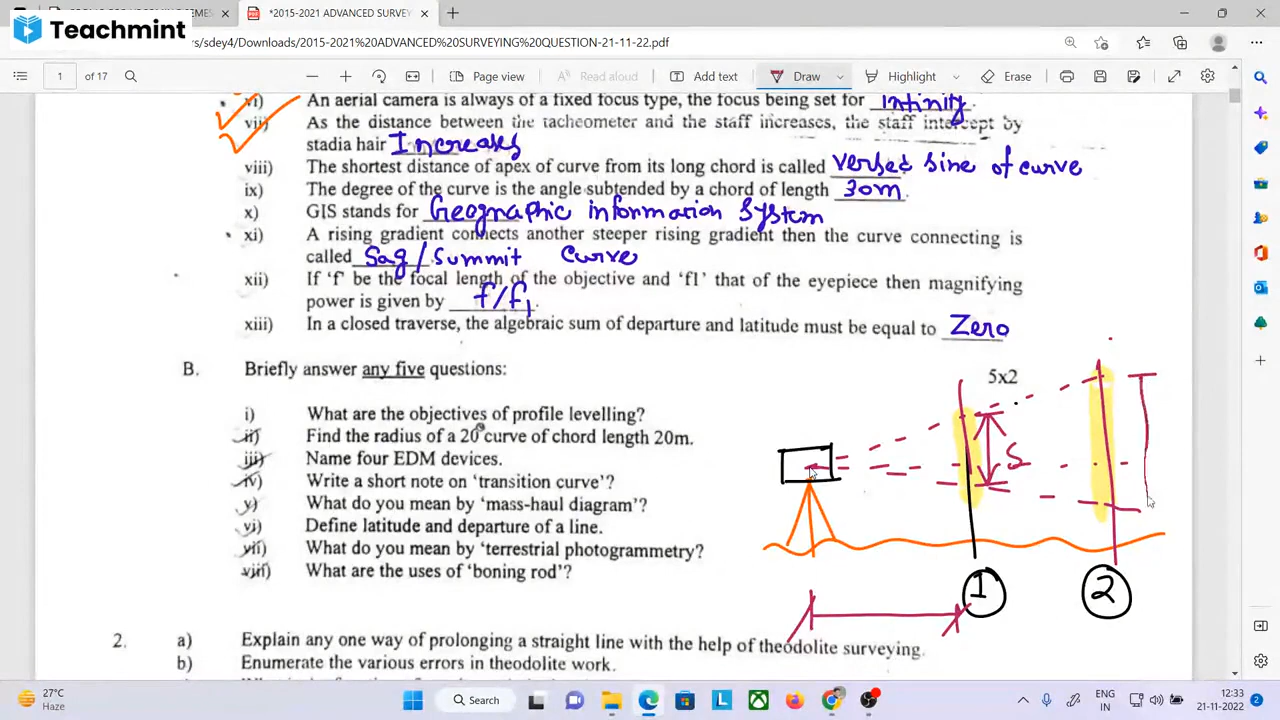 *2015-2021 ADVANCED SURVEY
Teachmint
rs/sdey4/Downloads/2015-2021%20ADVANCED%20SURVEYING%20QUESTION-21-11-22.pdf
1 of 17 Page view Read aloud Add text Draw Highlight Erase
vi) An aerial camera is always of a fixed focus type, the focus being set for infinity.
vii) As the distance between the tacheometer and the staff increases, the staff intercept by
stadia hair Increases
viii) The shortest distance of apex of curve from its long chord is called versed sine of curve
ix) The degree of the curve is the angle subtended by a chord of length 30m.
x) GIS stands for Geographic information System
xi) A rising gradient connects another steeper rising gradient then the curve connecting is
called Sag/Summit Curve
xii) If 'f' be the focal length of the objective and 'f1' that of the eyepiece then magnifying
power is given by f/f1.
xiii) In a closed traverse, the algebraic sum of departure and latitude must be equal to Zero
B. Briefly answer any five questions: 5x2
i) What are the objectives of profile levelling?
ii) Find the radius of a 20° curve of chord length 20m.
iii) Name four EDM devices.
S
iv) Write a short note on 'transition curve'?
v) What do you mean by 'mass-haul diagram'?
vi) Define latitude and departure of a line.
vii) What do you mean by 'terrestrial photogrammetry?
viii) What are the uses of 'boning rod'?
1 2
2. a) Explain any one way of prolonging a straight line with the help of theodolite surveying.
b) Enumerate the various errors in theodolite work.
27°C
Haze
Search
ENG
IN
12:33
21-11-2022
2